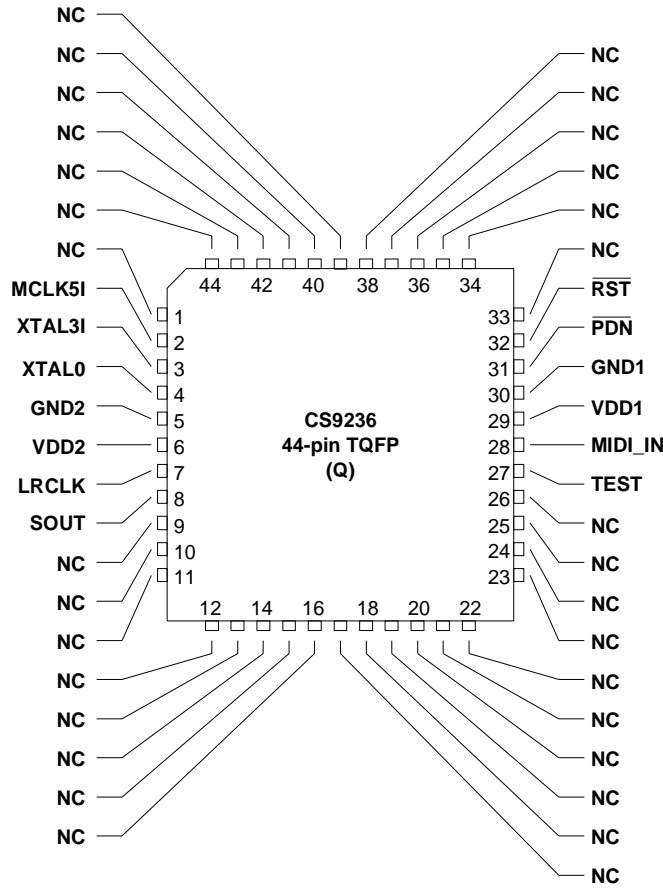 NC
NC
NC
NC
NC
NC
NC
MCLK5I
XTAL3I
XTAL0
GND2
VDD2
LRCLK
SOUT
NC
NC
NC
NC
NC
NC
NC
NC
44 42 40 38 36 34
1
2
3
4
5
6
7
8
9
10
11
CS9236
44-pin TQFP
(Q)
33
32
31
30
29
28
27
26
25
24
23
12 14 16 18 20 22
NC
NC
NC
NC
NC
NC
RST
PDN
GND1
VDD1
MIDI_IN
TEST
NC
NC
NC
NC
NC
NC
NC
NC
NC
NC